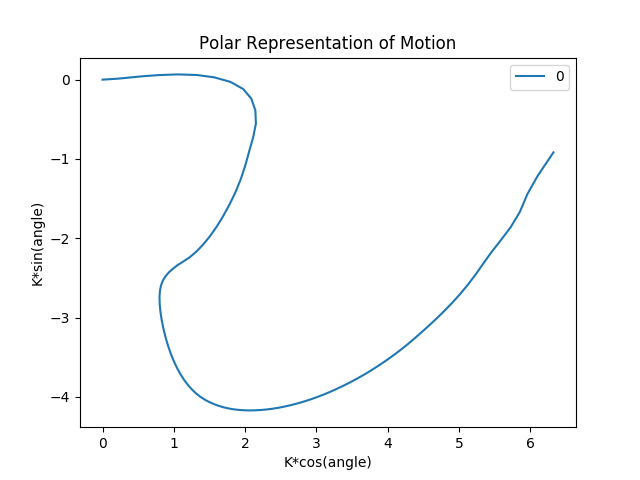 Polar Representation of Motion
0
0
−1
−2
−3
−4
K*sin(angle)
0 1 2 3 4 5 6
K*cos(angle)